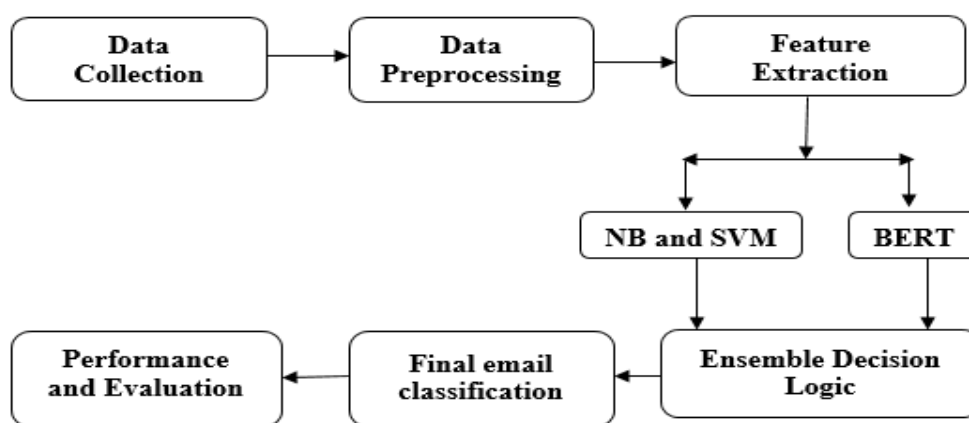 Data
Collection
Data
Preprocessing
Feature
Extraction
NB and SVM
BERT
Performance
and Evaluation
Final email
classification
Ensemble Decision
Logic